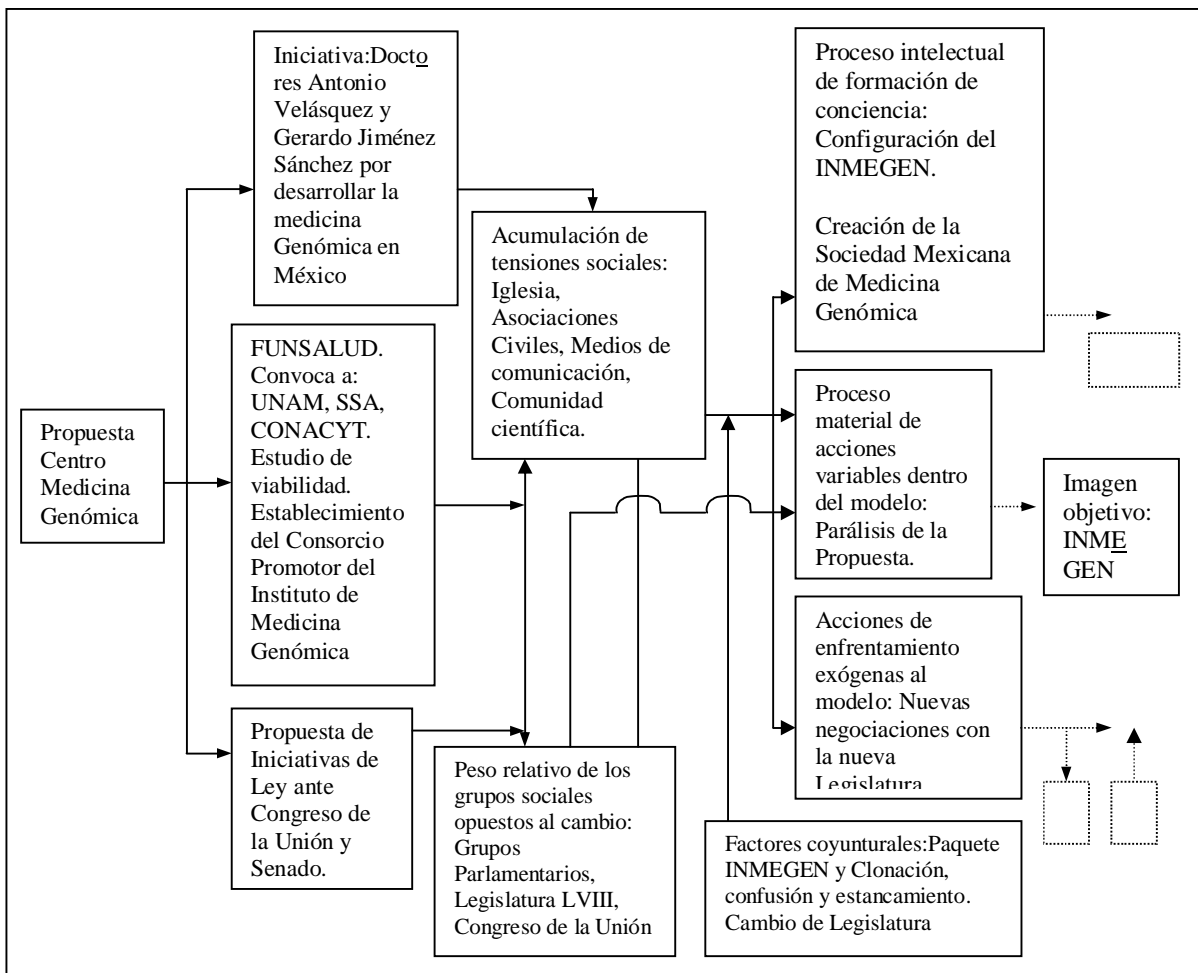 Propuesta
Centro
Medicina
Genómica
Iniciativa:Docto
res Antonio
Velásquez y
Gerardo Jiménez
Sánchez por
desarrollar la
medicina
Genómica en
México
FUNSALUD.
Convoca a:
UNAM, SSA,
CONACYT.
Estudio de
viabilidad.
Establecimiento
del Consorcio
Promotor del
Instituto de
Medicina
Genómica
Propuesta de
Iniciativas de
Ley ante
Congreso de
la Unión y
Senado.
Acumulación de
tensiones sociales:
Iglesia,
Asociaciones
Civiles, Medios de
comunicación,
Comunidad
científica.
Peso relativo de los
grupos sociales
opuestos al cambio:
Grupos
Parlamentarios,
Legislatura LVIII,
Congreso de la Unión
Proceso intelectual
de formación de
conciencia:
Configuración del
INMEGEN.
Creación de la
Sociedad Mexicana
de Medicina
Genómica
Proceso
material de
acciones
variables dentro
del modelo:
Parálisis de la
Propuesta.
Acciones de
enfrentamiento
exógenas al
modelo: Nuevas
negociaciones con
la nueva
Legislatura
Factores coyunturales:Paquete
INMEGEN y Clonación,
confusión y estancamiento.
Cambio de Legislatura
Imagen
objetivo:
INME
GEN